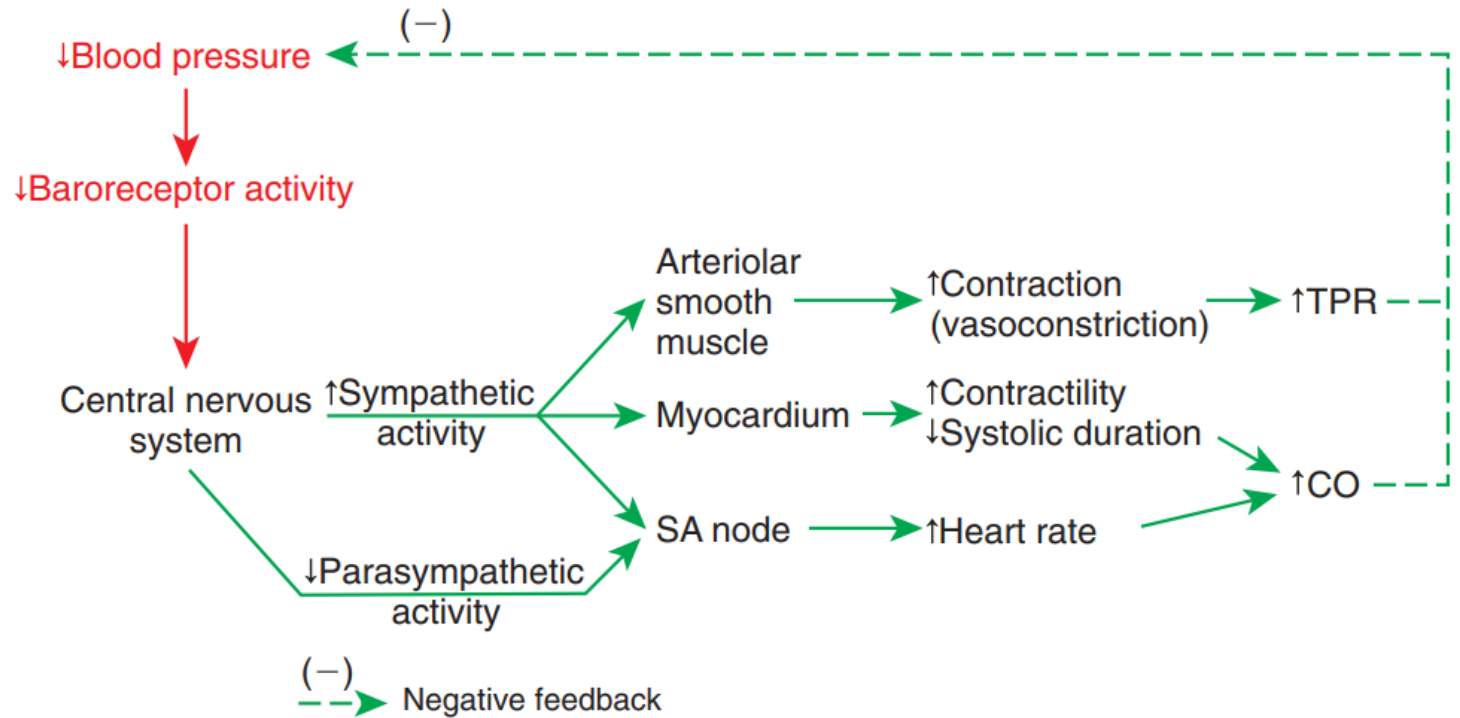 (−)
↓Blood pressure
↓Baroreceptor activity
Central nervous
system
↑Sympathetic
activity
↓Parasympathetic
activity
Arteriolar
smooth
muscle
↑Contraction
(vasoconstriction)
↑TPR
Myocardium
↑Contractility
↓Systolic duration
↑CO
SA node
↑Heart rate
(−)
Negative feedback